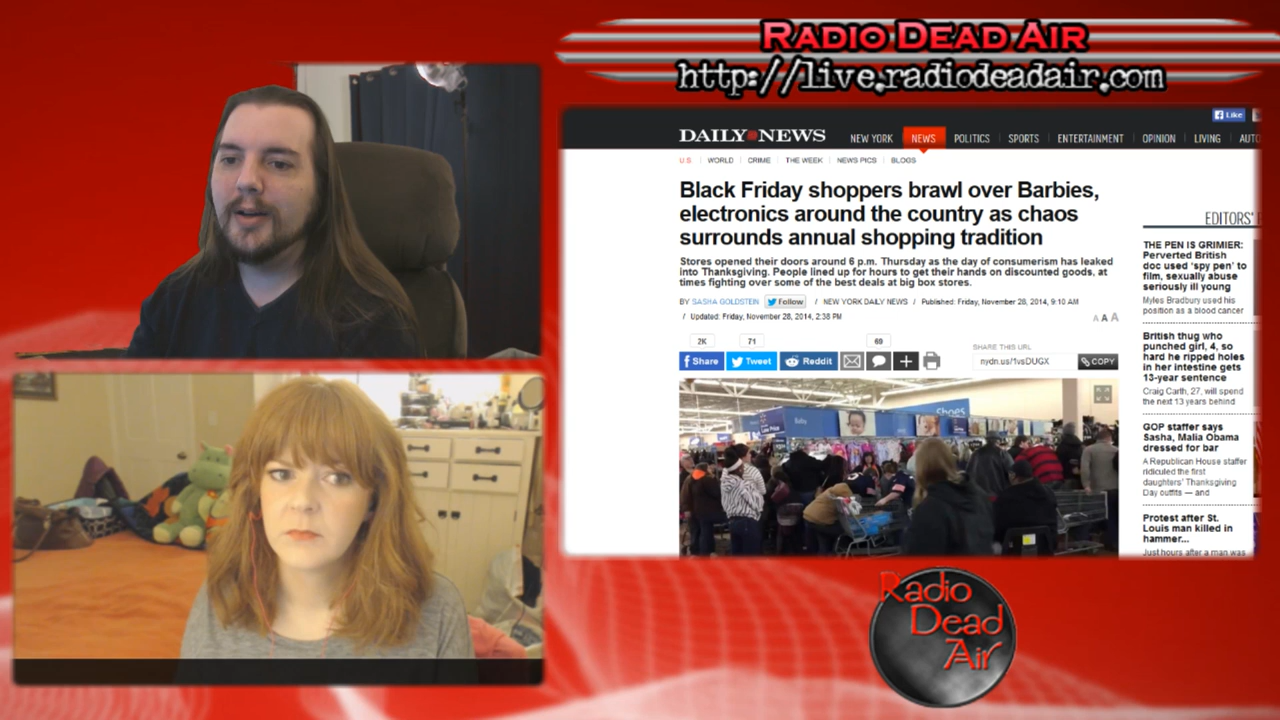 RADIO DEAD AIR
http://live.radiodeadair.com
Like
DAILY NEWS
NEW YORK NEWS POLITICS SPORTS ENTERTAINMENT OPINION LIVING AUTO
U.S. WORLD CRIME THE WEEK NEWS PICS BLOGS
Black Friday shoppers brawl over Barbies,
electronics around the country as chaos
surrounds annual shopping tradition
Stores opened their doors around 6 p.m. Thursday as the day of consumerism has leaked
into Thanksgiving. People lined up for hours to get their hands on discounted goods, at
times fighting over some of the best deals at big box stores.
BY SASHA GOLDSTEIN Follow / NEW YORK DAILY NEWS / Published: Friday, November 28, 2014, 9:10 AM
/ Updated: Friday, November 28, 2014, 2:38 PM
A A A
2K 71 69
Share Tweet Reddit
SHARE THIS URL
nydn.us/1vsDUGX COPY
shoes
Baby
EDITORS'
THE PEN IS GRIMIER:
Perverted British
doc used 'spy pen' to
film, sexually abuse
seriously ill young
Myles Bradbury used his
position as a blood cancer
British thug who
punched girl, 4, so
hard he ripped holes
in her intestine gets
13-year sentence
Craig Carth, 27, will spend
the next 13 years behind
GOP staffer says
Sasha, Malia Obama
dressed for bar
A Republican House staffer
ridiculed the first
daughters' Thanksgiving
Day outfits — and
Protest after St.
Louis man killed in
hammer...
Just hours after a man was
Radio
Dead
Air